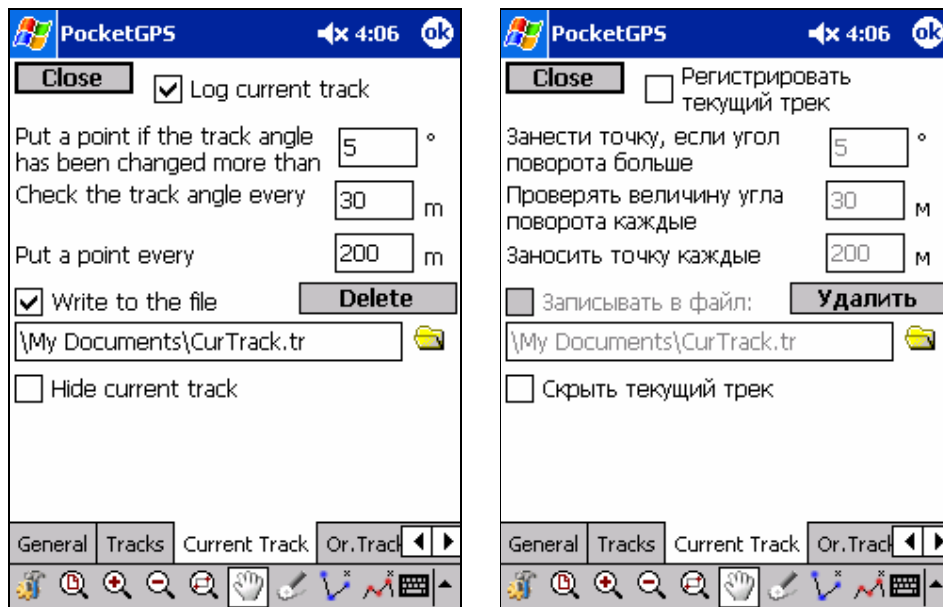 PocketGPS 4:06 ok
Close
Log current track
Put a point if the track angle
has been changed more than
5 °
Check the track angle every
30 m
Put a point every
200 m
Write to the file
Delete
\My Documents\CurTrack.tr
Hide current track
General Tracks Current Track Or.Track
PocketGPS 4:06 ok
Close
Регистрировать
текущий трек
Занести точку, если угол
поворота больше
5 °
Проверять величину угла
поворота каждые
30 м
Заносить точку каждые
200 м
Записывать в файл:
Удалить
\My Documents\CurTrack.tr
Скрыть текущий трек
General Tracks Current Track Or.Track